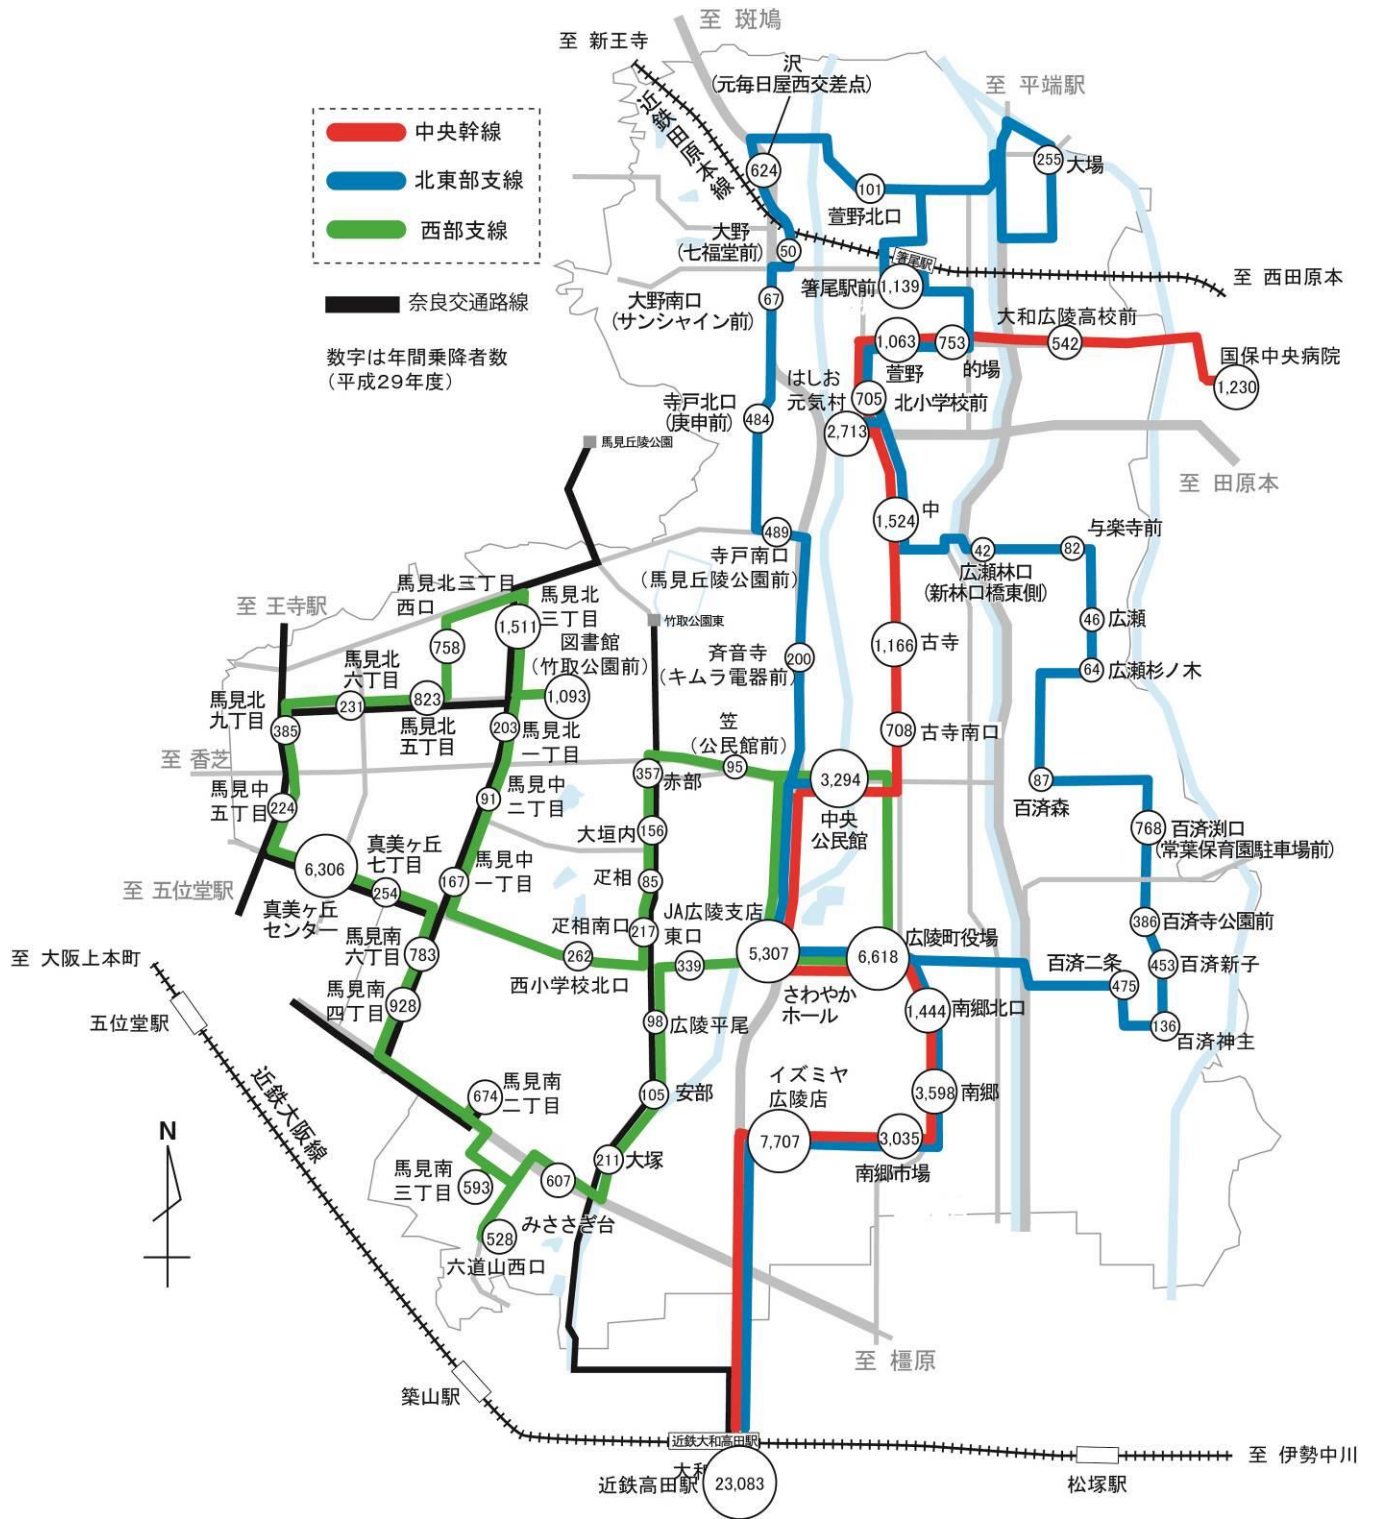 至 斑鳩
至 新王寺
沢
(元毎日屋西交差点)
至 平端駅
近鉄田原本線
中央幹線
北東部支線
西部支線
奈良交通路線
数字は年間乗降者数
(平成29年度)
624
255
大場
101
萱野北口
大野
(七福堂前)
50
箸尾駅
至 西田原本
箸尾駅前
1,139
67
大野南口
(サンシャイン前)
大和広陵高校前
1,063
753
542
国保中央病院
萱野
的場
1,230
はしお
元気村
705
北小学校前
寺戸北口
(庚申前)
484
2,713
馬見丘陵公園
至 田原本
中
1,524
与楽寺前
489
寺戸南口
(馬見丘陵公園前)
42
82
広瀬林口
(新林口橋東側)
馬見北三丁目
西口
馬見北
三丁目
1,511
至 王寺駅
竹取公園東
46
広瀬
758
図書館
(竹取公園前)
斉音寺
(キムラ電器前)
200
1,166
古寺
馬見北
六丁目
64
広瀬杉ノ木
馬見北
九丁目
231
823
1,093
385
馬見北
五丁目
203
馬見北
一丁目
笠
(公民館前)
708
古寺南口
至 香芝
95
357
赤部
3,294
中央
公民館
87
百済森
馬見中
五丁目
224
91
馬見中
二丁目
156
大垣内
768
百済渕口
(常葉保育園駐車場前)
真美ヶ丘
七丁目
6,306
至 五位堂駅
254
167
馬見中
一丁目
疋相
85
真美ヶ丘
センター
疋相南口
217
JA広陵支店
東口
386
百済寺公園前
馬見南
六丁目
783
262
西小学校北口
339
5,307
6,618
広陵町役場
百済二条
453
百済新子
至 大阪上本町
475
さわやか
ホール
馬見南
四丁目
928
五位堂駅
98
広陵平尾
1,444
南郷北口
136
百済神主
近鉄大阪線
674
馬見南
二丁目
105
安部
イズミヤ
広陵店
3,598
南郷
N
7,707
3,035
南郷市場
馬見南
三丁目
593
211
大塚
607
みささぎ台
528
六道山西口
至 橿原
築山駅
近鉄大和高田駅
至 伊勢中川
近鉄高田駅
23,083
松塚駅